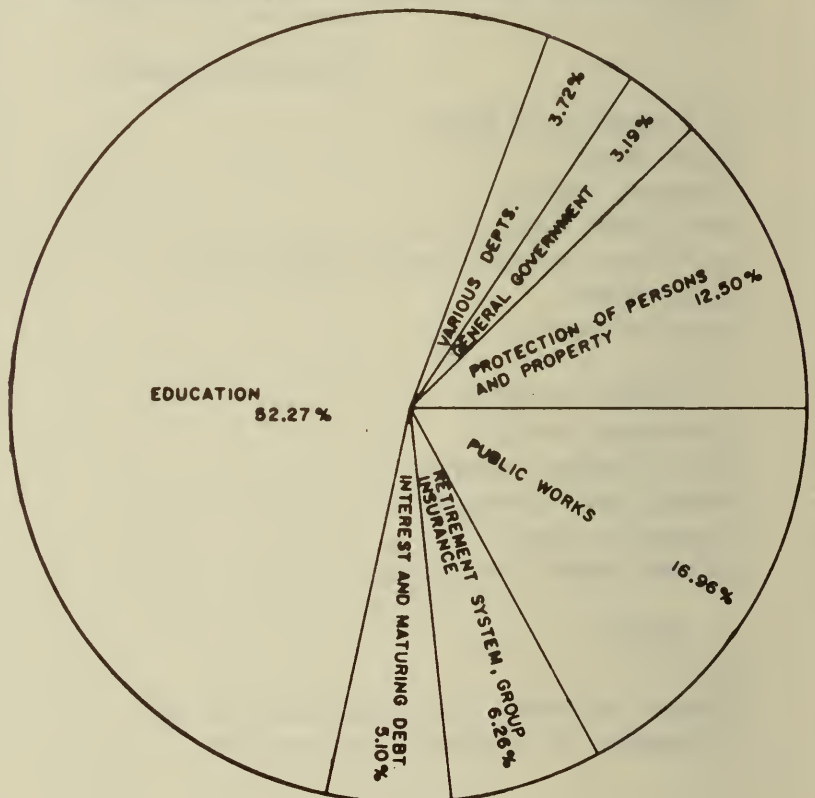 3.72%
VARIOUS DEPTS.
3.19%
GENERAL GOVERNMENT
PROTECTION OF PERSONS
12.50%
AND PROPERTY
EDUCATION
52.27%
PUBLIC WORKS
16.96%
RETIREMENT SYSTEM, GROUP
INSURANCE
6.26%
INTEREST AND MATURING DEBT.
5.10%